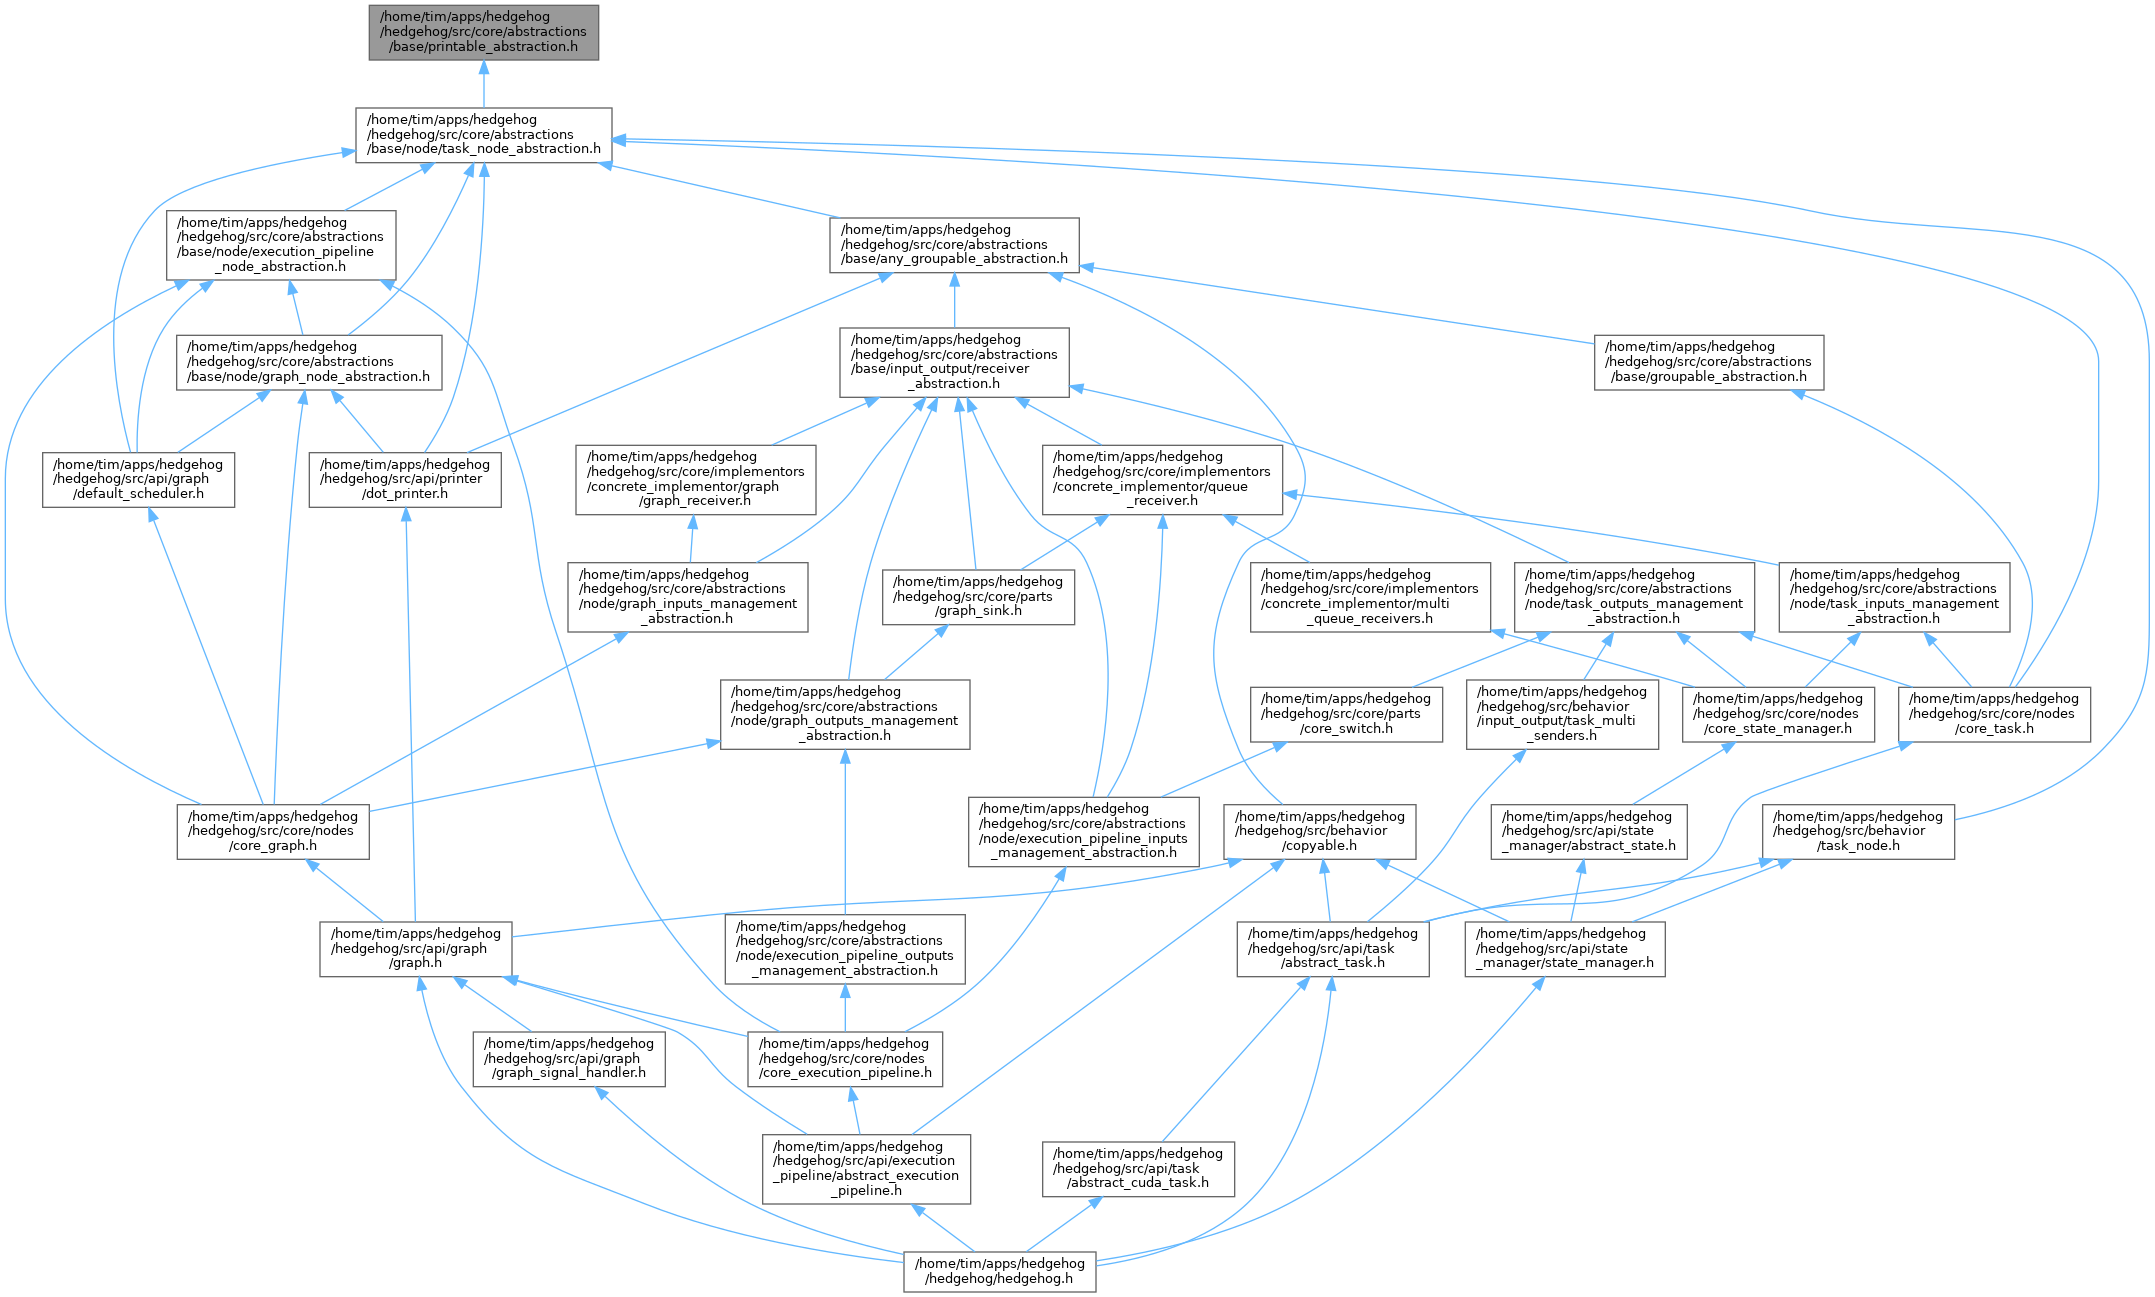 /home/tim/apps/hedgehog
/hedgehog/src/core/abstractions
/base/printable_abstraction.h
/home/tim/apps/hedgehog
/hedgehog/src/core/abstractions
/base/node/task_node_abstraction.h
/home/tim/apps/hedgehog
/hedgehog/src/core/abstractions
/base/node/execution_pipeline
_node_abstraction.h
/home/tim/apps/hedgehog
/hedgehog/src/core/abstractions
/base/any_groupable_abstraction.h
/home/tim/apps/hedgehog
/hedgehog/src/core/abstractions
/base/node/graph_node_abstraction.h
/home/tim/apps/hedgehog
/hedgehog/src/core/abstractions
/base/input_output/receiver
_abstraction.h
/home/tim/apps/hedgehog
/hedgehog/src/core/abstractions
/base/groupable_abstraction.h
/home/tim/apps/hedgehog
/hedgehog/src/api/graph
/default_scheduler.h
/home/tim/apps/hedgehog
/hedgehog/src/api/printer
/dot_printer.h
/home/tim/apps/hedgehog
/hedgehog/src/core/implementors
/concrete_implementor/graph
/graph_receiver.h
/home/tim/apps/hedgehog
/hedgehog/src/core/implementors
/concrete_implementor/queue
_receiver.h
/home/tim/apps/hedgehog
/hedgehog/src/core/abstractions
/node/graph_inputs_management
_abstraction.h
/home/tim/apps/hedgehog
/hedgehog/src/core/parts
/graph_sink.h
/home/tim/apps/hedgehog
/hedgehog/src/core/implementors
/concrete_implementor/multi
_queue_receivers.h
/home/tim/apps/hedgehog
/hedgehog/src/core/abstractions
/node/task_outputs_management
_abstraction.h
/home/tim/apps/hedgehog
/hedgehog/src/core/abstractions
/node/task_inputs_management
_abstraction.h
/home/tim/apps/hedgehog
/hedgehog/src/core/abstractions
/node/graph_outputs_management
_abstraction.h
/home/tim/apps/hedgehog
/hedgehog/src/core/parts
/core_switch.h
/home/tim/apps/hedgehog
/hedgehog/src/behavior
/input_output/task_multi
_senders.h
/home/tim/apps/hedgehog
/hedgehog/src/core/nodes
/core_state_manager.h
/home/tim/apps/hedgehog
/hedgehog/src/core/nodes
/core_task.h
/home/tim/apps/hedgehog
/hedgehog/src/core/nodes
/core_graph.h
/home/tim/apps/hedgehog
/hedgehog/src/core/abstractions
/node/execution_pipeline_inputs
_management_abstraction.h
/home/tim/apps/hedgehog
/hedgehog/src/behavior
/copyable.h
/home/tim/apps/hedgehog
/hedgehog/src/api/state
_manager/abstract_state.h
/home/tim/apps/hedgehog
/hedgehog/src/behavior
/task_node.h
/home/tim/apps/hedgehog
/hedgehog/src/api/graph
/graph.h
/home/tim/apps/hedgehog
/hedgehog/src/core/abstractions
/node/execution_pipeline_outputs
_management_abstraction.h
/home/tim/apps/hedgehog
/hedgehog/src/api/task
/abstract_task.h
/home/tim/apps/hedgehog
/hedgehog/src/api/state
_manager/state_manager.h
/home/tim/apps/hedgehog
/hedgehog/src/api/graph
/graph_signal_handler.h
/home/tim/apps/hedgehog
/hedgehog/src/core/nodes
/core_execution_pipeline.h
/home/tim/apps/hedgehog
/hedgehog/src/api/execution
_pipeline/abstract_execution
_pipeline.h
/home/tim/apps/hedgehog
/hedgehog/src/api/task
/abstract_cuda_task.h
/home/tim/apps/hedgehog
/hedgehog/hedgehog.h